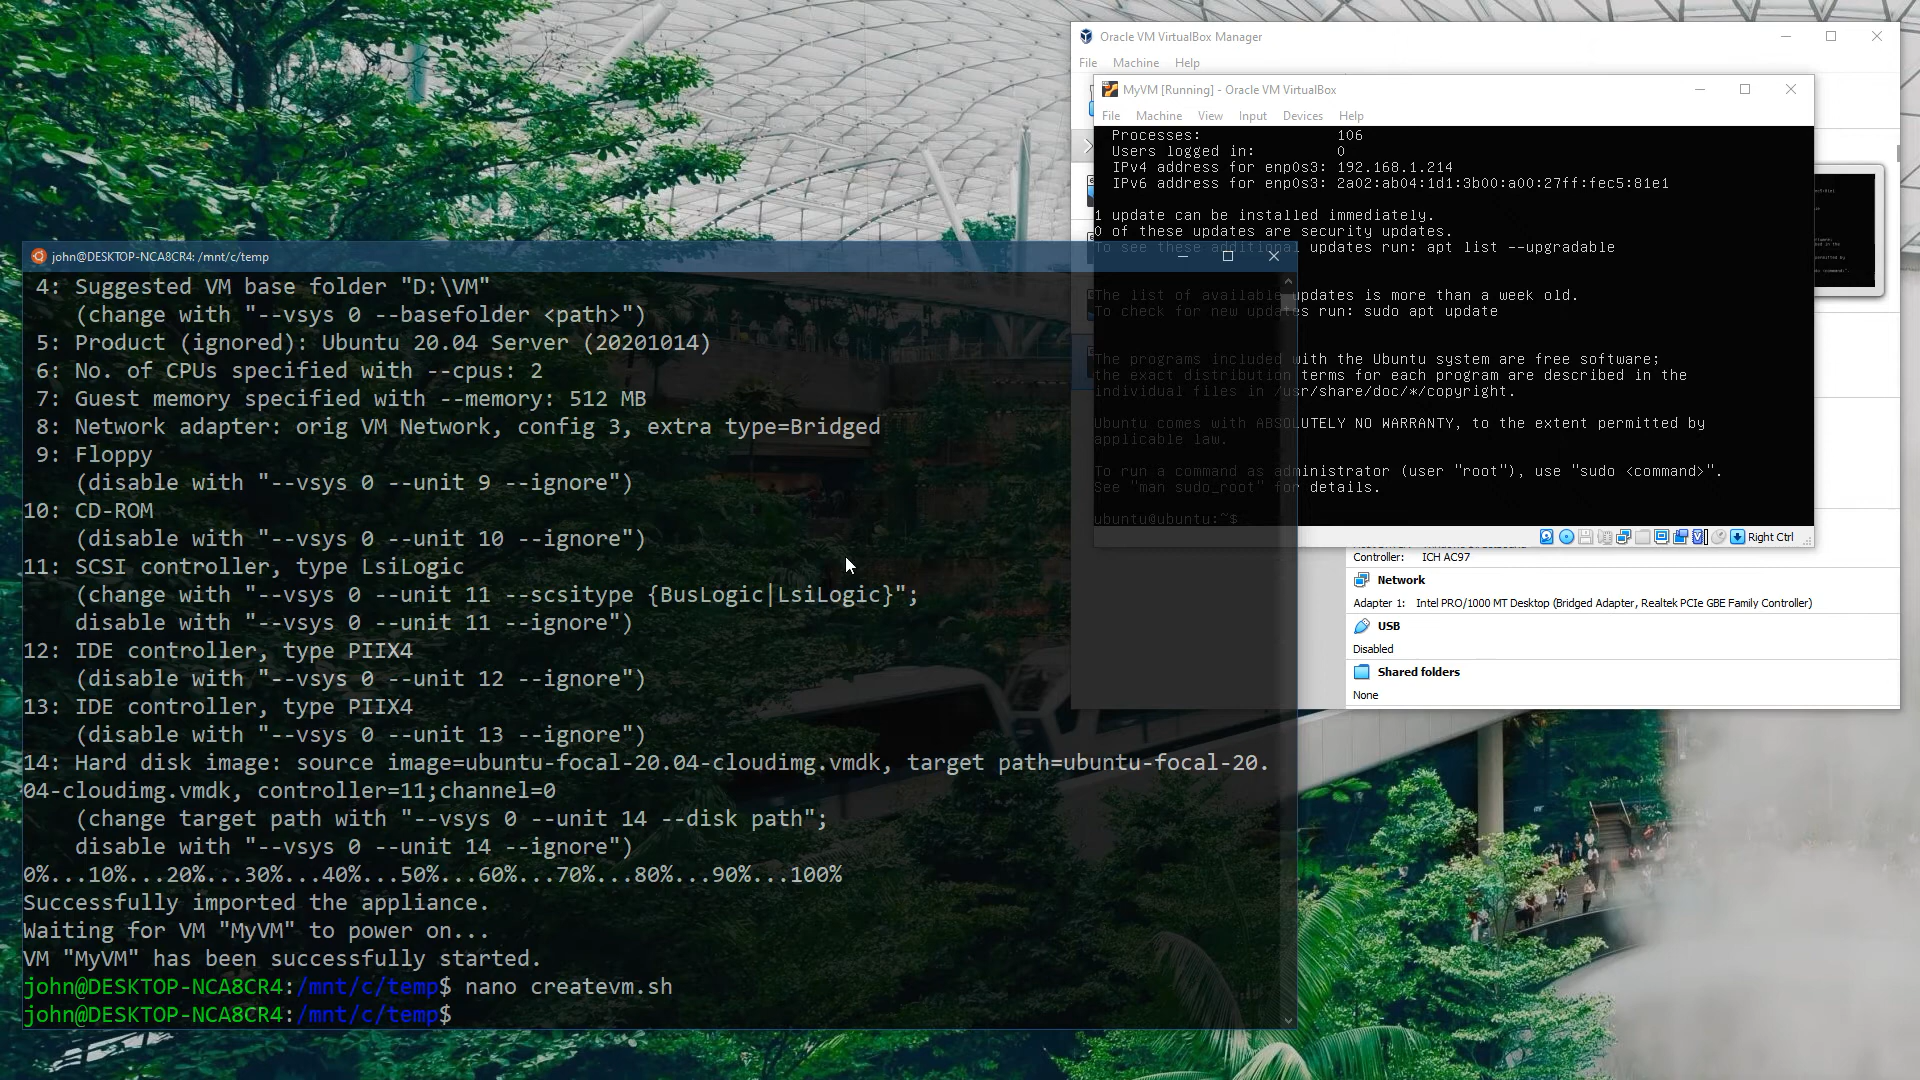 Oracle VM VirtualBox Manager
File Machine Help
MyVM [Running] - Oracle VM VirtualBox
File Machine View Input Devices Help
Processes: 106
Users logged in: 0
IPv4 address for enp0s3: 192.168.1.214
IPv6 address for enp0s3: 2a02:ab04:1d1:3b00:a00:27ff:fec5:81e1
1 update can be installed immediately.
0 of these updates are security updates.
To see these additional updates run: apt list --upgradable
The list of available updates is more than a week old.
To check for new updates run: sudo apt update
The programs included with the Ubuntu system are free software;
the exact distribution terms for each program are described in the
individual files in /usr/share/doc/*/copyright.
Ubuntu comes with ABSOLUTELY NO WARRANTY, to the extent permitted by
applicable law.
To run a command as administrator (user "root"), use "sudo <command>".
See "man sudo_root" for details.
ubuntu@ubuntu:~$
Right Ctrl
Controller: ICH AC97
Network
Adapter 1: Intel PRO/1000 MT Desktop (Bridged Adapter, Realtek PCIe GBE Family Controller)
USB
Disabled
Shared folders
None
john@DESKTOP-NCA8CR4: /mnt/c/temp
4: Suggested VM base folder "D:\VM"
(change with "--vsys 0 --basefolder <path>")
5: Product (ignored): Ubuntu 20.04 Server (20201014)
6: No. of CPUs specified with --cpus: 2
7: Guest memory specified with --memory: 512 MB
8: Network adapter: orig VM Network, config 3, extra type=Bridged
9: Floppy
(disable with "--vsys 0 --unit 9 --ignore")
10: CD-ROM
(disable with "--vsys 0 --unit 10 --ignore")
11: SCSI controller, type LsiLogic
(change with "--vsys 0 --unit 11 --scsitype {BusLogic|LsiLogic}";
disable with "--vsys 0 --unit 11 --ignore")
12: IDE controller, type PIIX4
(disable with "--vsys 0 --unit 12 --ignore")
13: IDE controller, type PIIX4
(disable with "--vsys 0 --unit 13 --ignore")
14: Hard disk image: source image=ubuntu-focal-20.04-cloudimg.vmdk, target path=ubuntu-focal-20.
04-cloudimg.vmdk, controller=11;channel=0
(change target path with "--vsys 0 --unit 14 --disk path";
disable with "--vsys 0 --unit 14 --ignore")
0%...10%...20%...30%...40%...50%...60%...70%...80%...90%...100%
Successfully imported the appliance.
Waiting for VM "MyVM" to power on...
VM "MyVM" has been successfully started.
john@DESKTOP-NCA8CR4:/mnt/c/temp$ nano createvm.sh
john@DESKTOP-NCA8CR4:/mnt/c/temp$